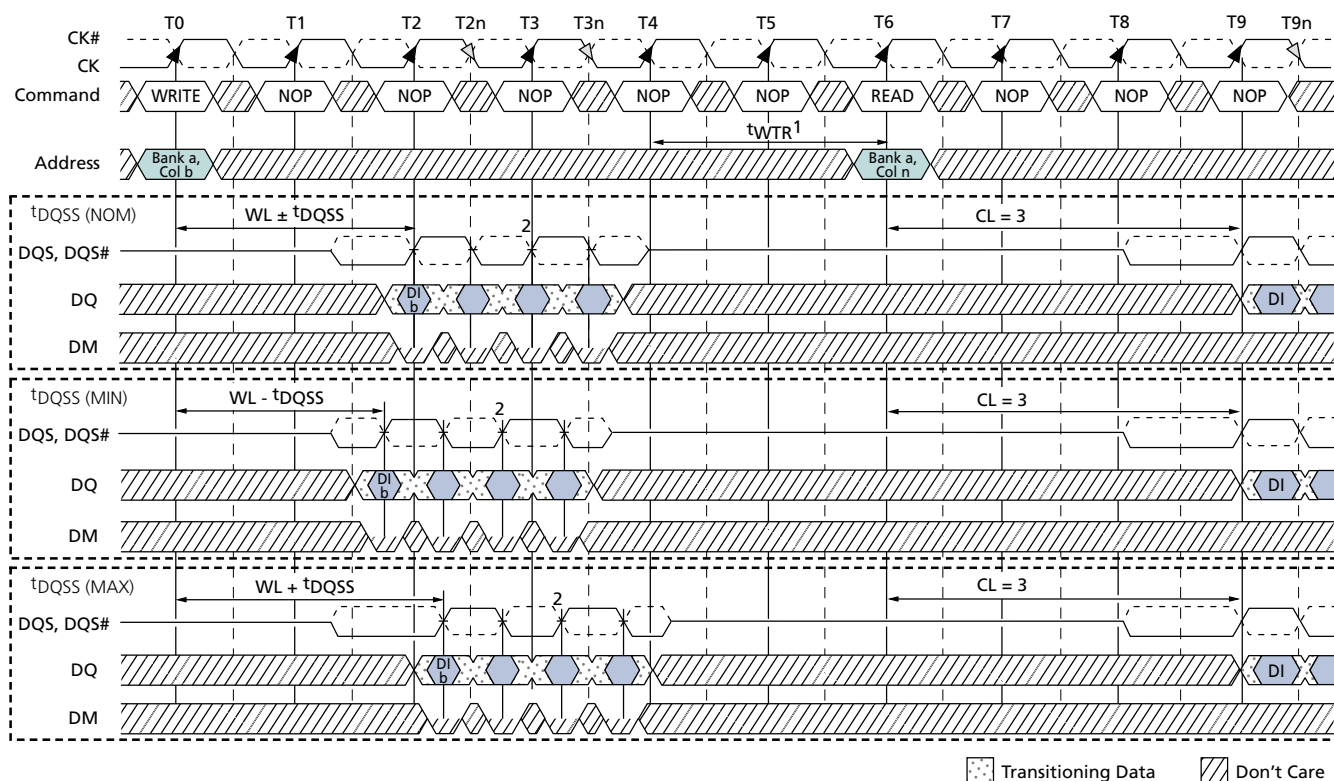 T0 T1 T2 T2n T3 T3n T4 T5 T6 T7 T8 T9 T9n
CK#
CK
Command WRITE NOP NOP NOP NOP NOP READ NOP NOP NOP
tWTR1
Address Bank a, Col b Bank a, Col n
tDQSS (NOM) WL ± tDQSS CL = 3
2
DQS, DQS#
DQ DI b DI
DM
tDQSS (MIN) WL - tDQSS CL = 3
2
DQS, DQS#
DQ DI b DI
DM
tDQSS (MAX) WL + tDQSS CL = 3
2
DQS, DQS#
DQ DI b DI
DM
Transitioning Data Don't Care